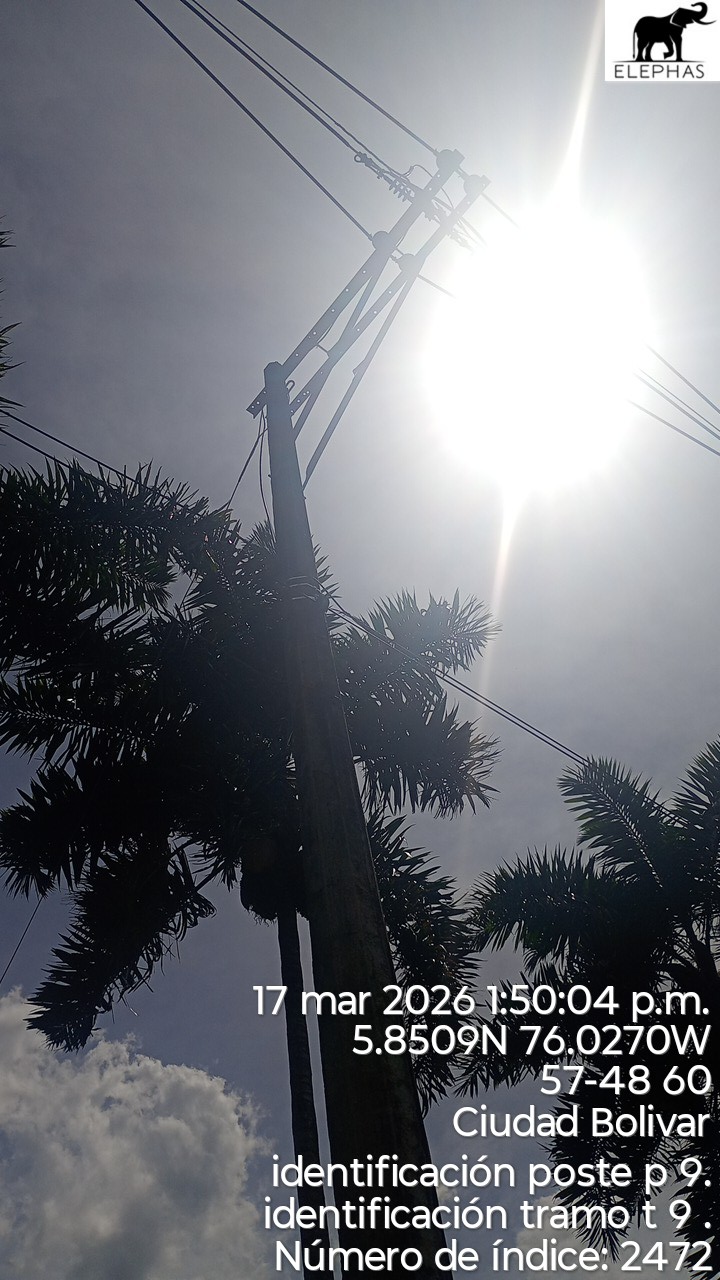 ELEPHAS
17 mar 2026 1:50:04 p.m.
5.8509N 76.0270W
57-48 60
Ciudad Bolivar
identificación poste p 9.
identificación tramo t 9 .
Número de índice: 2472